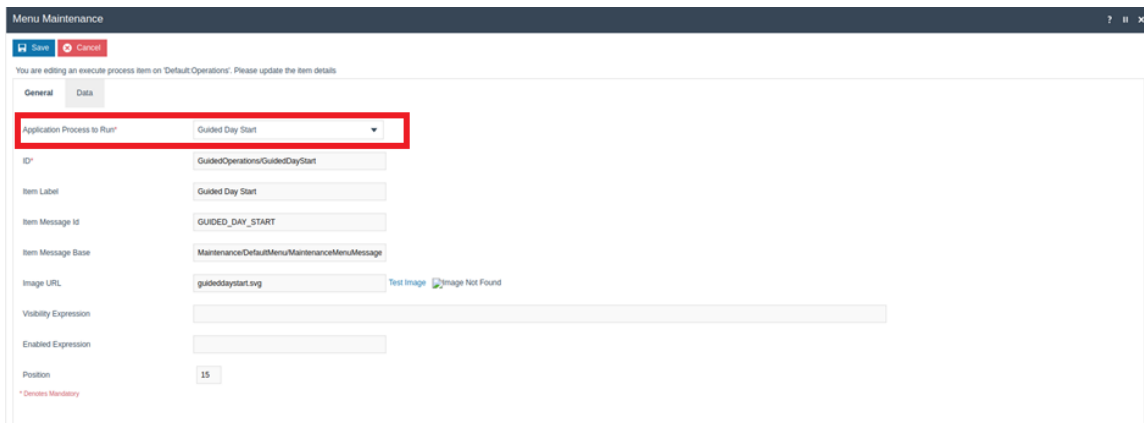 Menu Maintenance
? II ×
Save Cancel
You are editing an execute process item on 'Default:Operations'. Please update the item details
General Data
Application Process to Run* Guided Day Start
ID* GuidedOperations/GuidedDayStart
Item Label Guided Day Start
Item Message Id GUIDED_DAY_START
Item Message Base Maintenance/DefaultMenu/MaintenanceMenuMessage
Image URL guideddaystart.svg Test Image Image Not Found
Visibility Expression
Enabled Expression
Position 15
* Denotes Mandatory